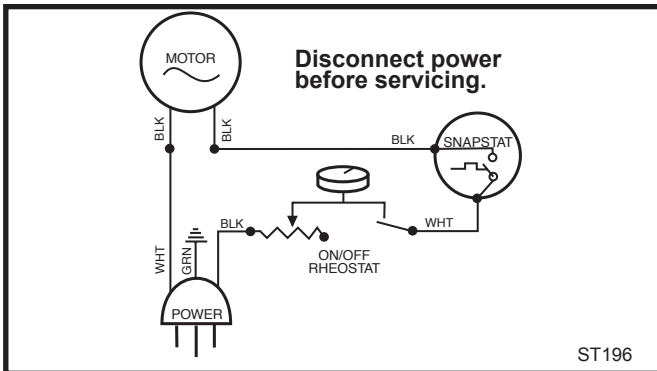 MOTOR
Disconnect power
before servicing.
BLK
BLK
BLK
SNAPSTAT
BLK
WHT
ON/OFF
RHEOSTAT
WHT
GRN
POWER
ST196